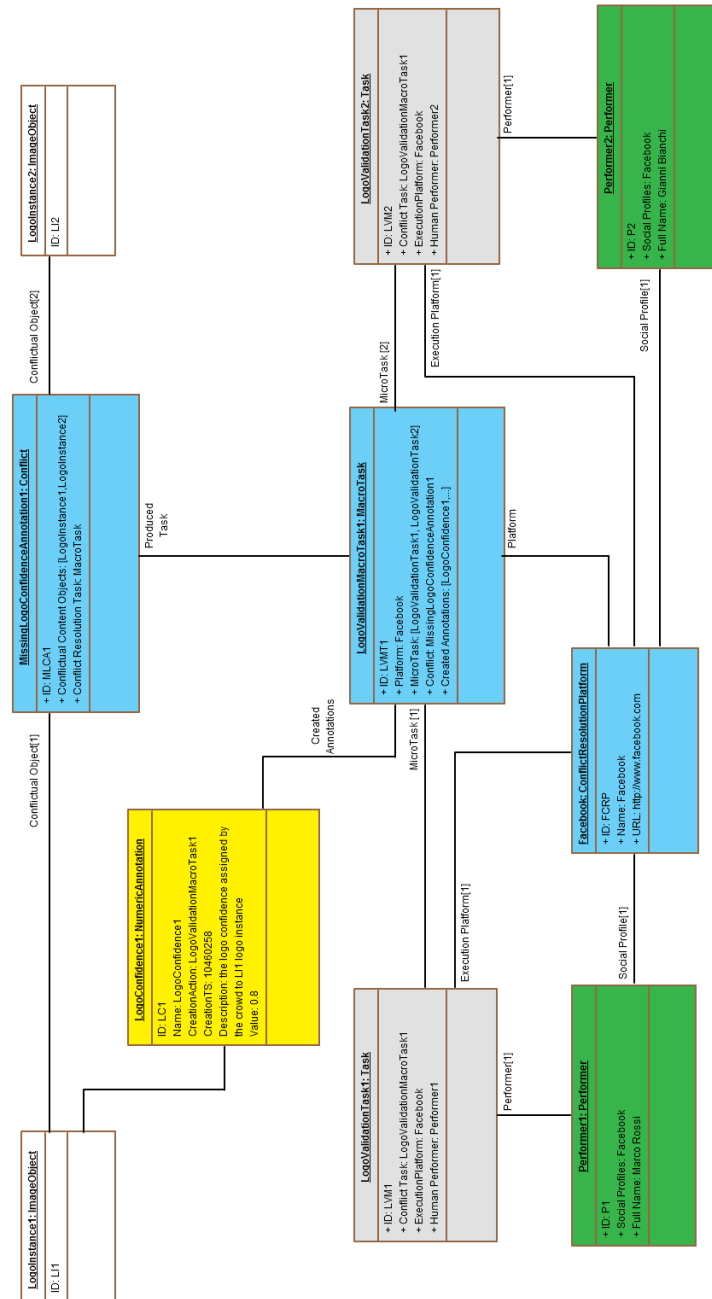 LogoInstance1: ImageObject
ID: LI1
Conflictual Object[1]
MissingLogoConfidenceAnnotation1: Conflict
+ ID: MLCA1
+ Conflictual Content Objects: [LogoInstance1,LogoInstance2]
+ Conflict Resolution Task: MacroTask
Conflictual Object[2]
LogoInstance2: ImageObject
ID: LI2
LogoConfidence1: NumericAnnotation
ID: LC1
Name: LogoConfidence1
CreationAction: LogoValidationMacroTask1
CreationTS: 10460258
Description: the logo confidence assigned by
the crowd to LI1 logo instance
Value: 0.8
Created
Annotations
Produced
Task
LogoValidationTask1: Task
+ ID: LVM1
+ Conflict Task: LogoValidationMacroTask1
+ ExecutionPlatform: Facebook
+ Human Performer: Performer1
MicroTask [1]
LogoValidationMacroTask1: MacroTask
+ ID: LVMT1
+ Platform: Facebook
+ MicroTask: [LogoValidationTask1, LogoValidationTask2]
+ Conflict: MissingLogoConfidenceAnnotation1
+ Created Annotations: [LogoConfidence1,...]
MicroTask [2]
LogoValidationTask2: Task
+ ID: LVM2
+ Conflict Task: LogoValidationMacroTask1
+ ExecutionPlatform: Facebook
+ Human Performer: Performer2
Execution Platform[1]
Execution Platform[1]
Performer[1]
Platform
Performer[1]
Performer1: Performer
+ ID: P1
+ Social Profiles: Facebook
+ Full Name: Marco Rossi
Social Profile[1]
Facebook: ConflictResolutionPlatform
+ ID: FCRP
+ Name: Facebook
+ URL: http://www.facebook.com
Social Profile[1]
Performer2: Performer
+ ID: P2
+ Social Profiles: Facebook
+ Full Name: Gianni Bianchi